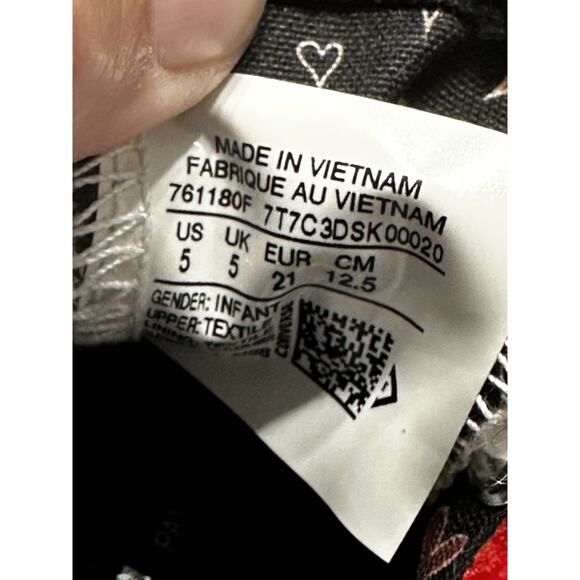 MADE IN VIETNAM
FABRIQUE AU VIETNAM
761180F 7T7C3DSK00020
US UK EUR CM
5 5 21 12.5
GENDER: INFANT
UPPER: TEXTILE
CONVERSE